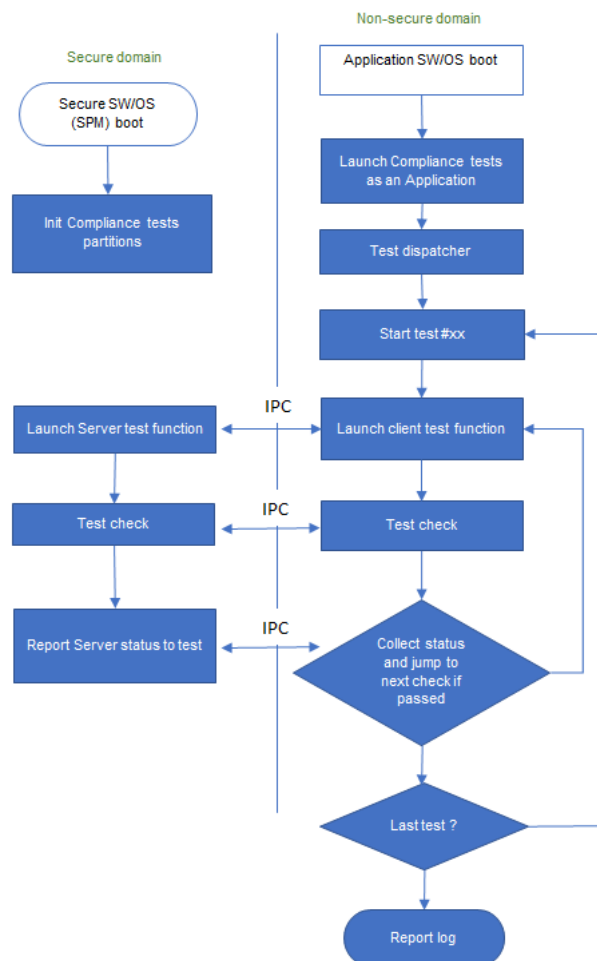 Non-secure domain
Secure domain
Application SW/OS boot
Secure SW/OS
(SPM) boot
Launch Compliance tests
as an Application
Init Compliance tests
partitions
Test dispatcher
Start test #xx
IPC
Launch Server test function
Launch client test function
IPC
Test check
Test check
IPC
Report Server status to test
Collect status
and jump to
next check if
passed
Last test ?
Report log